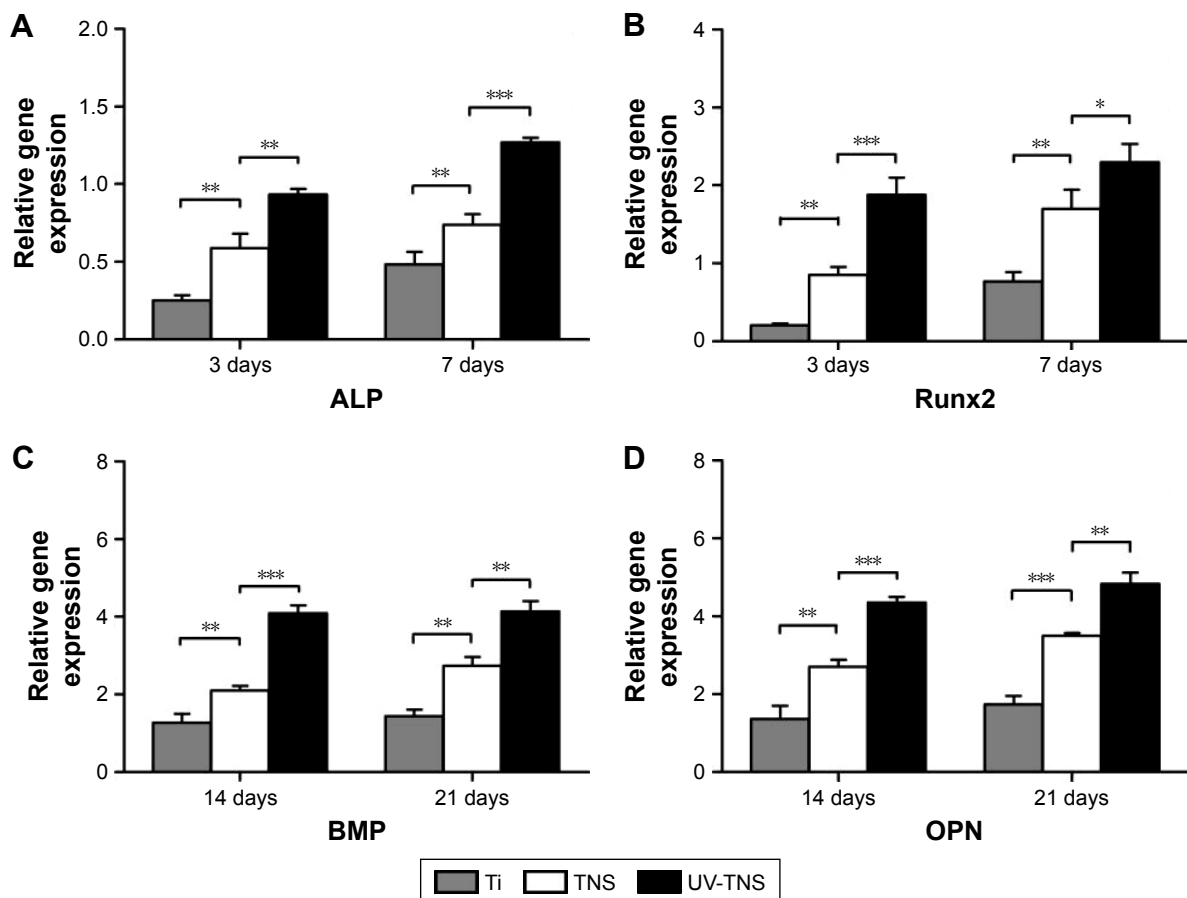 A
Relative gene
expression
2.0
1.5
1.0
0.5
0.0
**
**
**
***
3 days
7 days
ALP
B
Relative gene
expression
4
3
2
1
0
**
***
**
*
3 days
7 days
Runx2
C
Relative gene
expression
8
6
4
2
0
**
***
**
**
14 days
21 days
BMP
D
Relative gene
expression
8
6
4
2
0
**
***
***
**
14 days
21 days
OPN
Ti TNS UV-TNS